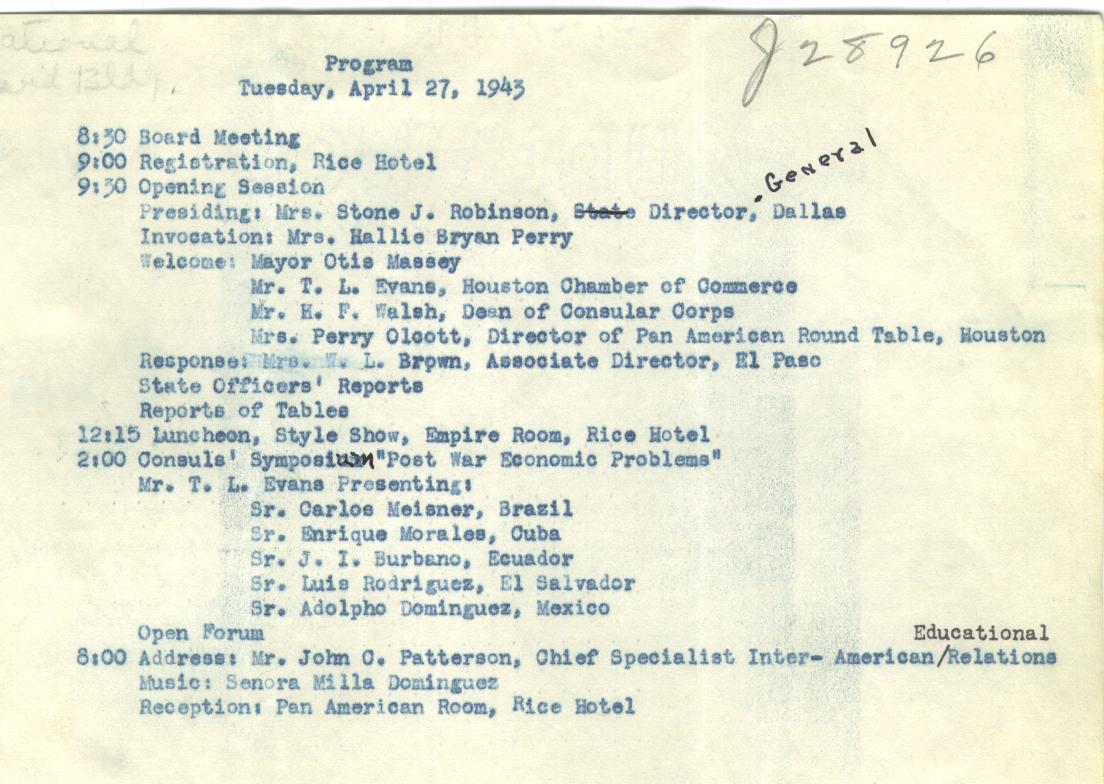 J28926
Program
Tuesday, April 27, 1943
8:30 Board Meeting
9:00 Registration, Rice Hotel
9:30 Opening Session
General
Presiding: Mrs. Stone J. Robinson, State Director, Dallas
Invocation: Mrs. Hallie Bryan Perry
Welcome: Mayor Otis Massey
Mr. T. L. Evans, Houston Chamber of Commerce
Mr. H. F. Walsh, Dean of Consular Corps
Mrs. Perry Olcott, Director of Pan American Round Table, Houston
Response: Mrs. W. L. Brown, Associate Director, El Paso
State Officers' Reports
Reports of Tables
12:15 Luncheon, Style Show, Empire Room, Rice Hotel
2:00 Consuls' Symposium "Post War Economic Problems"
Mr. T. L. Evans Presenting:
Sr. Carlos Meisner, Brazil
Sr. Enrique Morales, Cuba
Sr. J. I. Burbano, Ecuador
Sr. Luis Rodriguez, El Salvador
Sr. Adolpho Dominguez, Mexico
Open Forum
Educational
8:00 Address: Mr. John C. Patterson, Chief Specialist Inter- American/Relations
Music: Senora Milla Dominguez
Reception: Pan American Room, Rice Hotel